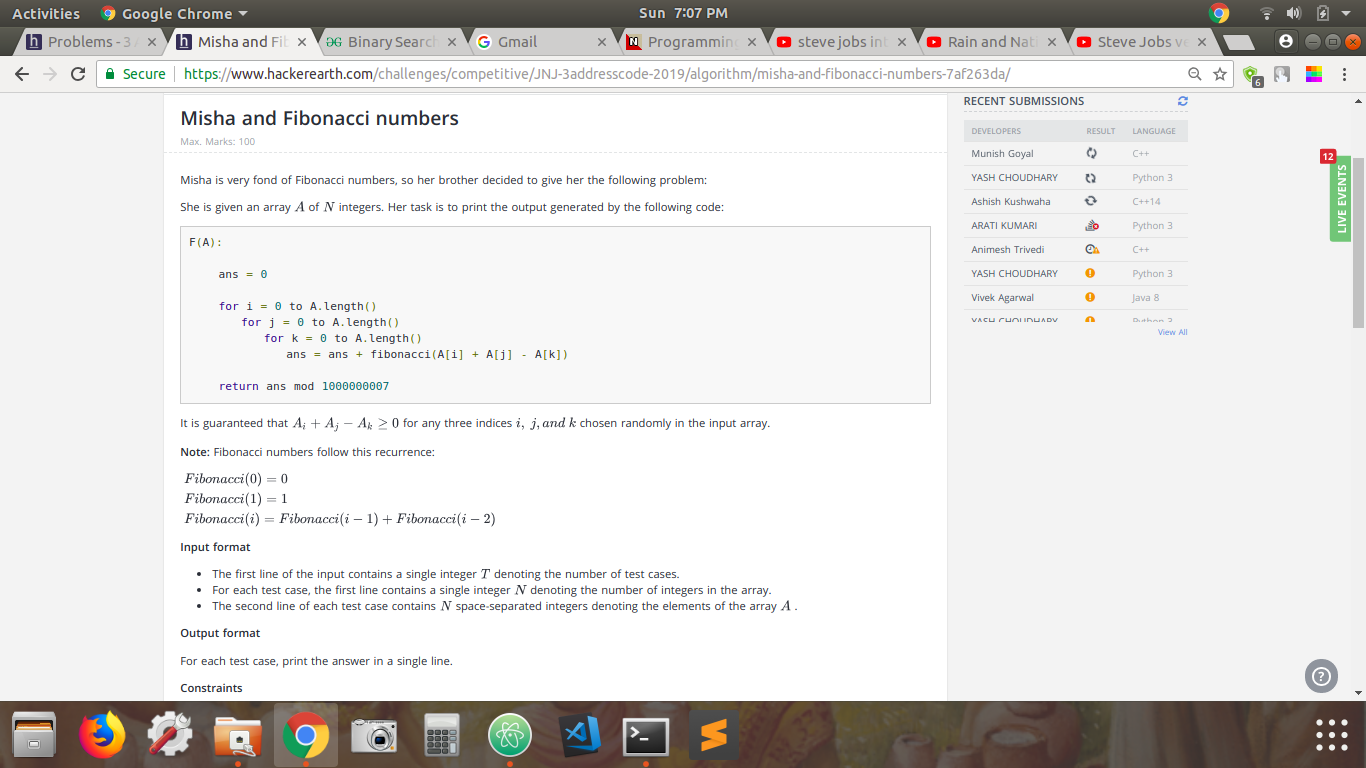 Activities Google Chrome Sun 7:07 PM
Problems - 3 Misha and Fib Binary Search Gmail Programming steve jobs int Rain and Nat Steve Jobs
Secure https://www.hackerearth.com/challenges/competitive/JNJ-3addresscode-2019/algorithm/misha-and-fibonacci-numbers-7af263da/ 6
Misha and Fibonacci numbers
Max. Marks: 100
Misha is very fond of Fibonacci numbers, so her brother decided to give her the following problem:
She is given an array A of N integers. Her task is to print the output generated by the following code:
F(A):
ans = 0
for i = 0 to A.length()
for j = 0 to A.length()
for k = 0 to A.length()
ans = ans + fibonacci(A[i] + A[j] - A[k])
return ans mod 1000000007
It is guaranteed that Aᵢ + Aⱼ − Aₖ ≥ 0 for any three indices i, j, and k chosen randomly in the input array.
Note: Fibonacci numbers follow this recurrence:
Fibonacci(0) = 0
Fibonacci(1) = 1
Fibonacci(i) = Fibonacci(i − 1) + Fibonacci(i − 2)
Input format
• The first line of the input contains a single integer T denoting the number of test cases.
• For each test case, the first line contains a single integer N denoting the number of integers in the array.
• The second line of each test case contains N space-separated integers denoting the elements of the array A .
Output format
For each test case, print the answer in a single line.
Constraints
RECENT SUBMISSIONS
DEVELOPERS RESULT LANGUAGE
Munish Goyal C++
YASH CHOUDHARY Python 3
Ashish Kushwaha C++14
ARATI KUMARI Python 3
Animesh Trivedi C++
YASH CHOUDHARY Python 3
Vivek Agarwal Java 8
YASH CHOUDHARY Python 3
View All
12
LIVE EVENTS